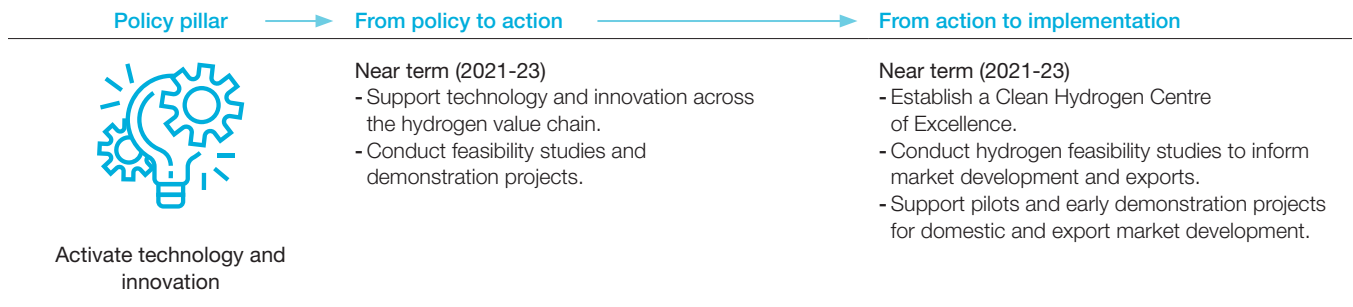 Policy pillar
From policy to action
From action to implementation
Activate technology and
innovation
Near term (2021-23)
- Support technology and innovation across
the hydrogen value chain.
- Conduct feasibility studies and
demonstration projects.
Near term (2021-23)
- Establish a Clean Hydrogen Centre
of Excellence.
- Conduct hydrogen feasibility studies to inform
market development and exports.
- Support pilots and early demonstration projects
for domestic and export market development.